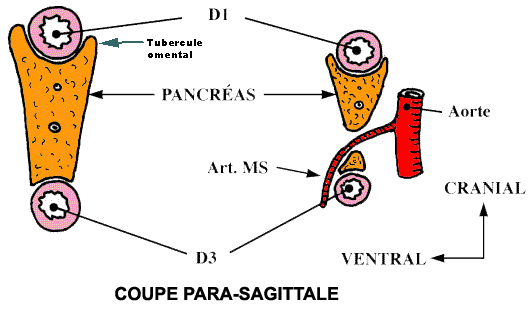 D1
Tubercule
omental
PANCRÉAS
Aorte
Art. MS
CRANIAL
D3
VENTRAL
COUPE PARA-SAGITTALE